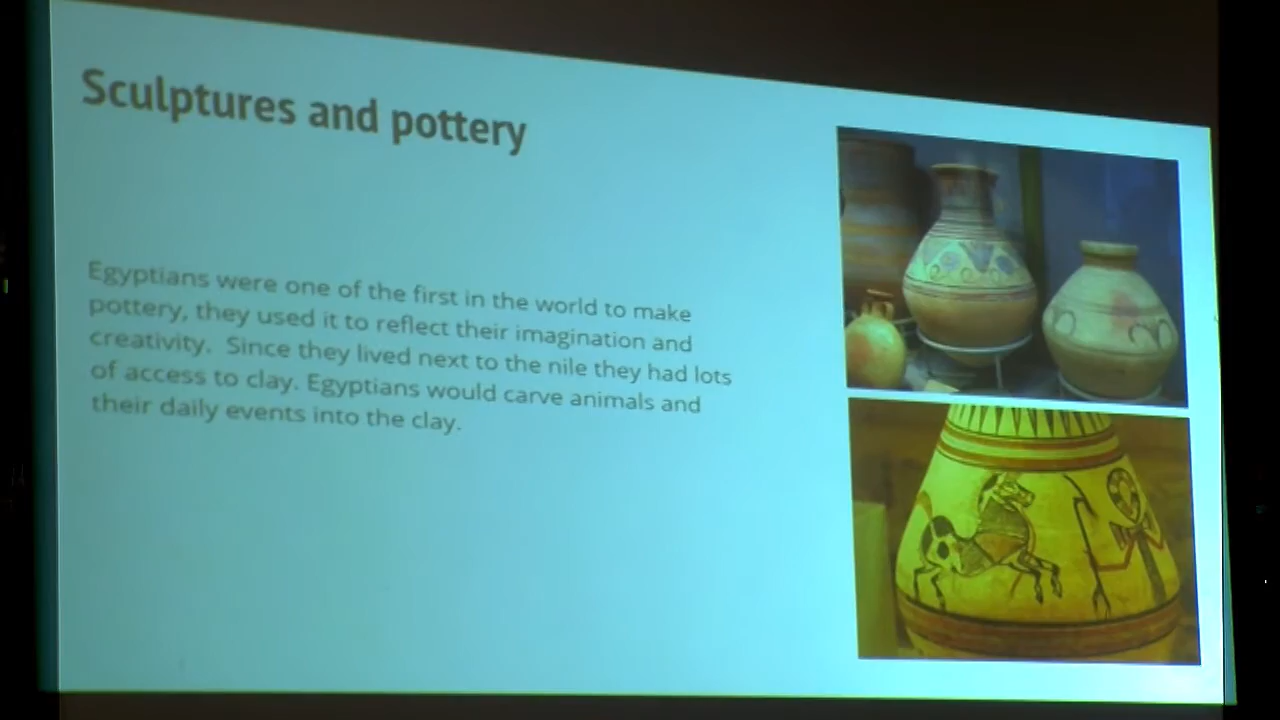 Sculptures and pottery
Egyptians were one of the first in the world to make
pottery, they used it to reflect their imagination and
creativity. Since they lived next to the nile they had lots
of access to clay. Egyptians would carve animals and
their daily events into the clay.